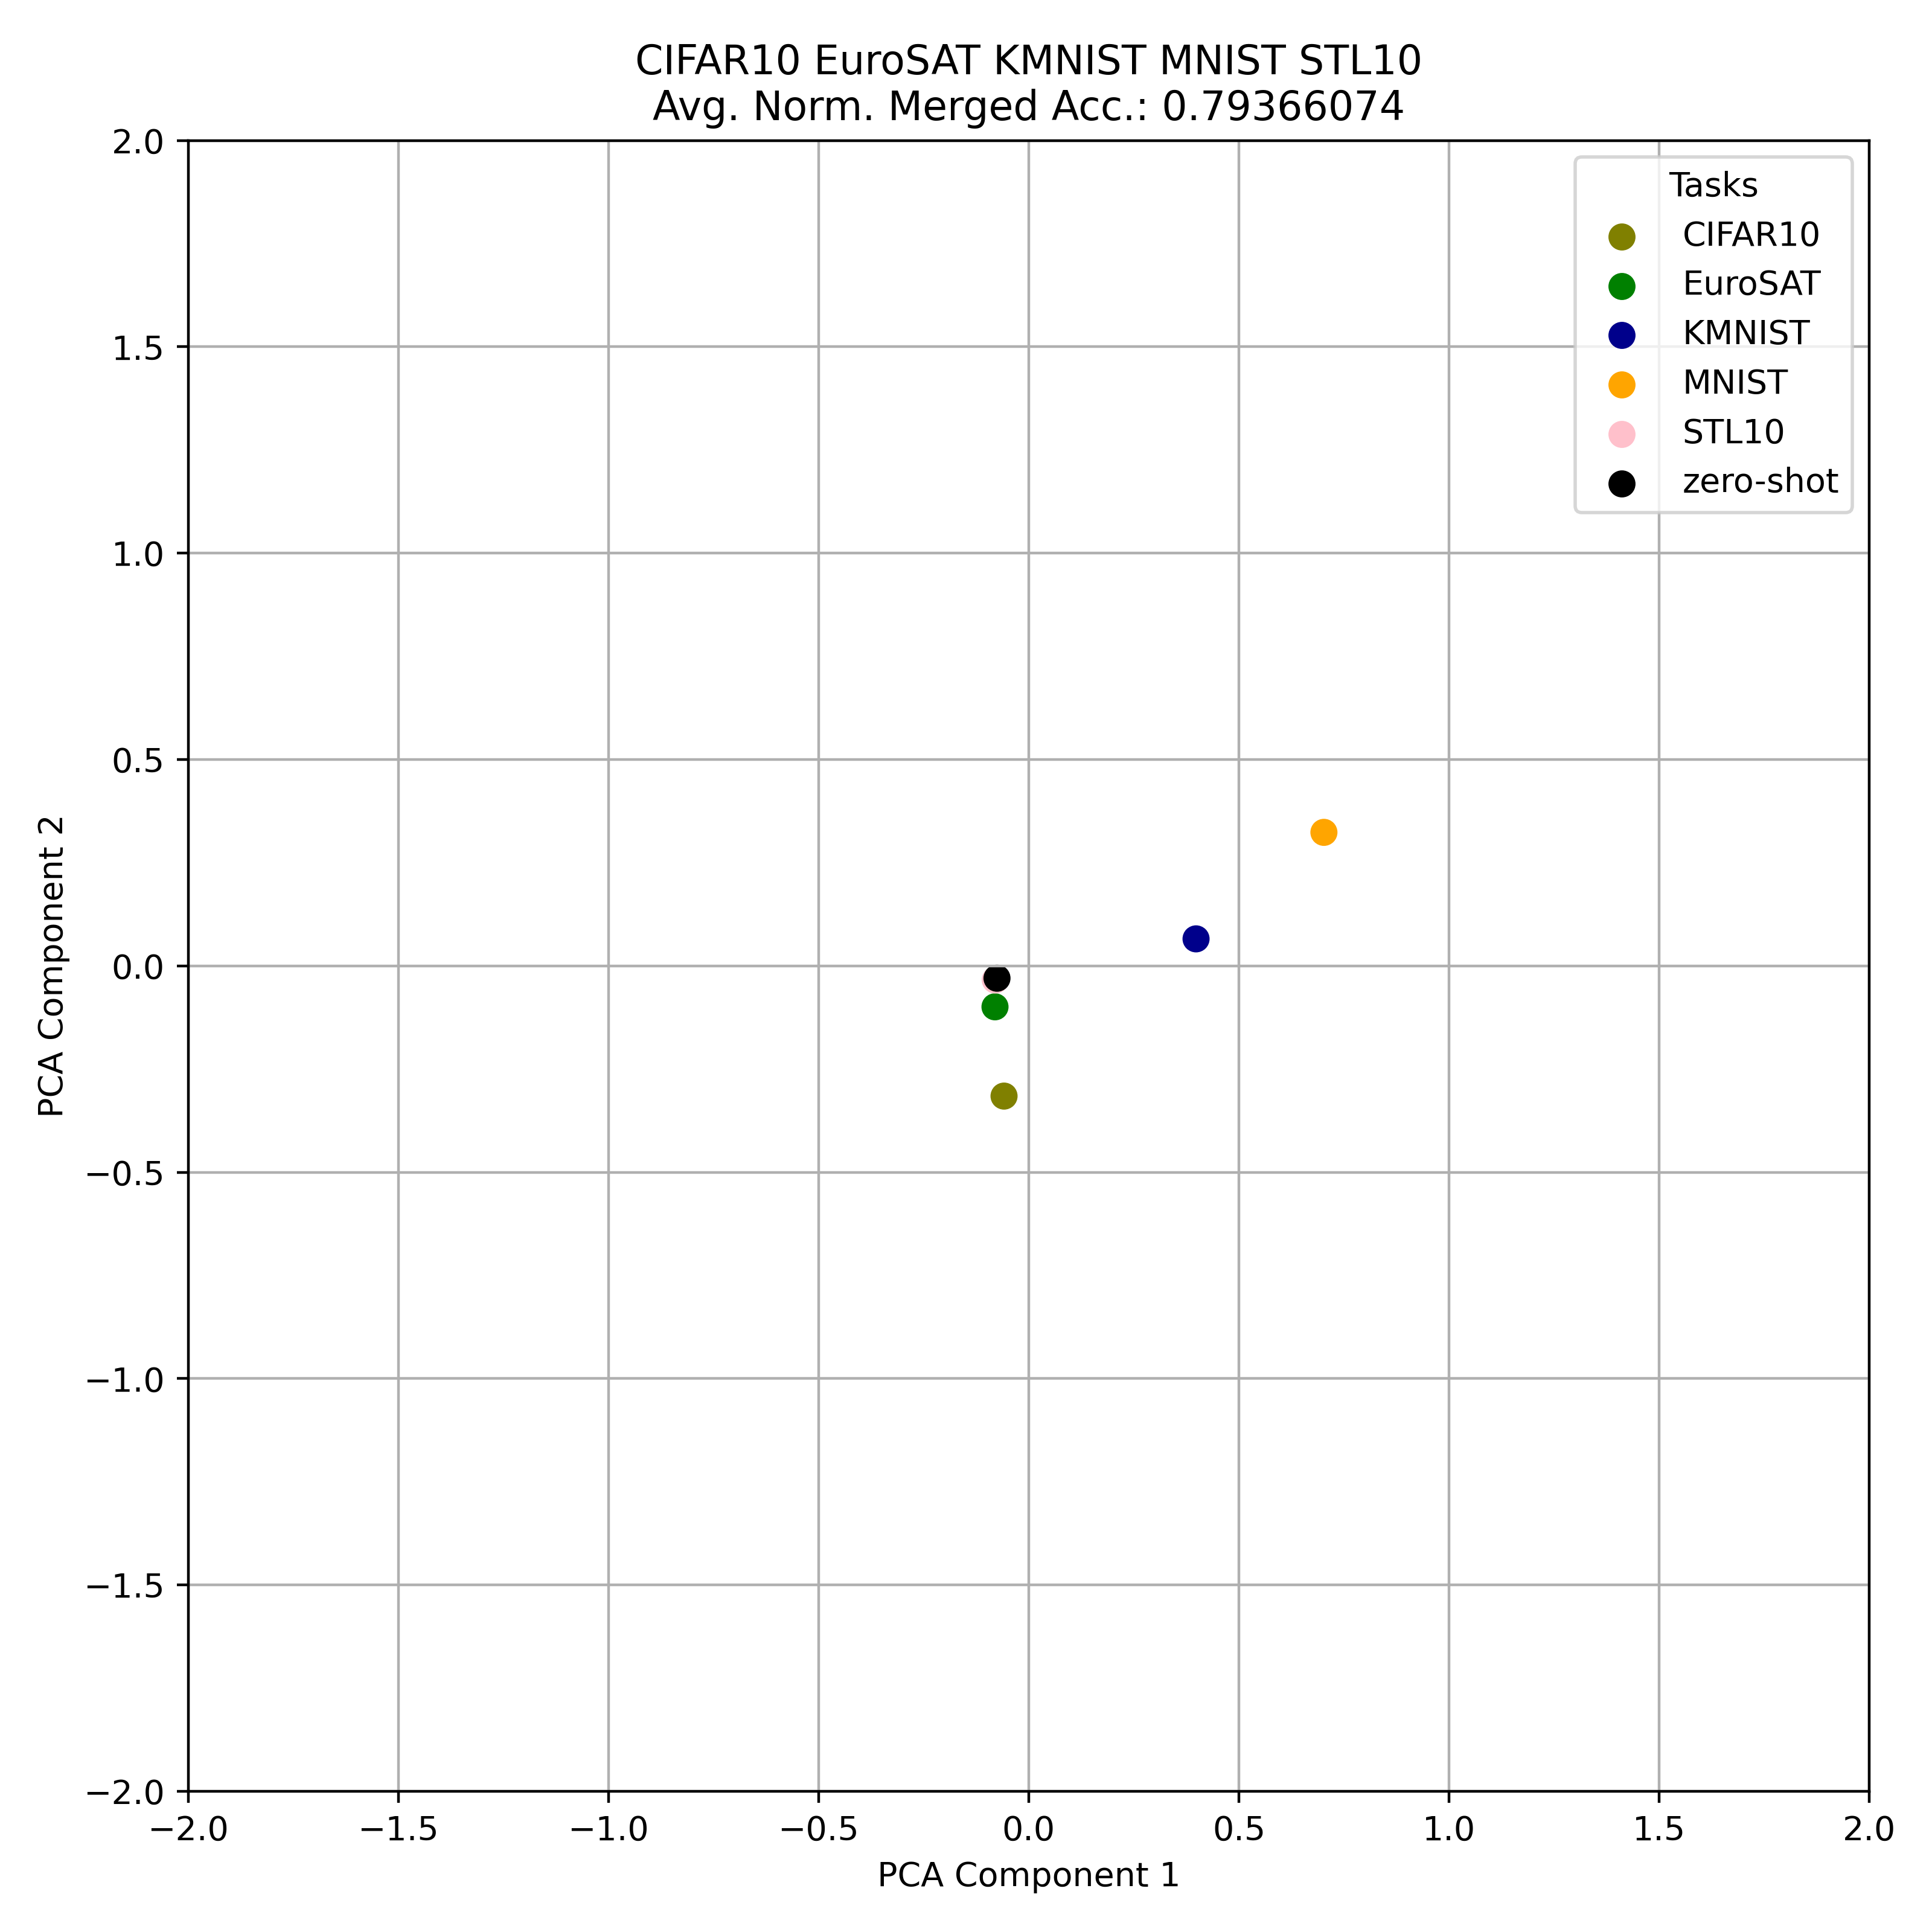 CIFAR10 EuroSAT KMNIST MNIST STL10
Avg. Norm. Merged Acc.: 0.79366074
Tasks
CIFAR10
EuroSAT
KMNIST
MNIST
STL10
zero-shot
PCA Component 2
2.0
1.5
1.0
0.5
0.0
−0.5
−1.0
−1.5
−2.0
−2.0 −1.5 −1.0 −0.5 0.0 0.5 1.0 1.5 2.0
PCA Component 1